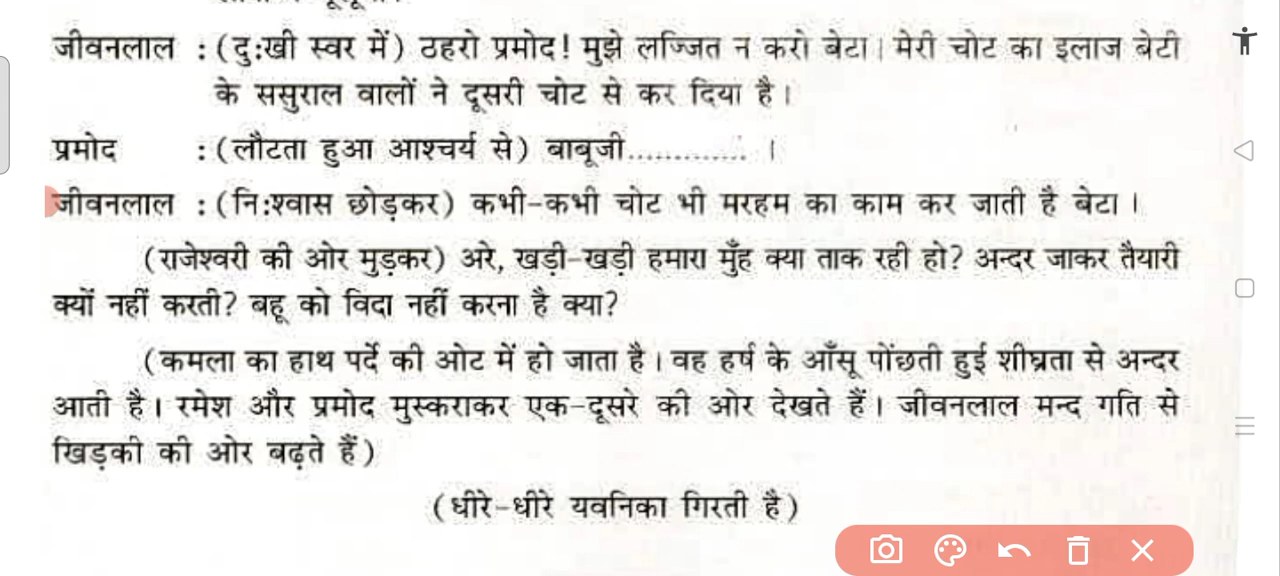 जीवनलाल : (दु:खी स्वर में) ठहरो प्रमोद! मुझे लज्जित न करो बेटा। मेरी चोट का इलाज बेटी
के ससुराल वालों ने दूसरी चोट से कर दिया है।
प्रमोद : (लौटता हुआ आश्चर्य से) बाबूजी............. ।
जीवनलाल : (नि:श्वास छोड़कर) कभी-कभी चोट भी मरहम का काम कर जाती है बेटा।
(राजेश्वरी की ओर मुड़कर) अरे, खड़ी-खड़ी हमारा मुँह क्या ताक रही हो? अन्दर जाकर तैयारी
क्यों नहीं करती? बहू को विदा नहीं करना है क्या?
(कमला का हाथ पर्दे की ओट में हो जाता है। वह हर्ष के आँसू पोंछती हुई शीघ्रता से अन्दर
आती है। रमेश और प्रमोद मुस्कराकर एक-दूसरे की ओर देखते हैं। जीवनलाल मन्द गति से
खिड़की की ओर बढ़ते हैं)
(धीरे-धीरे यवनिका गिरती है)